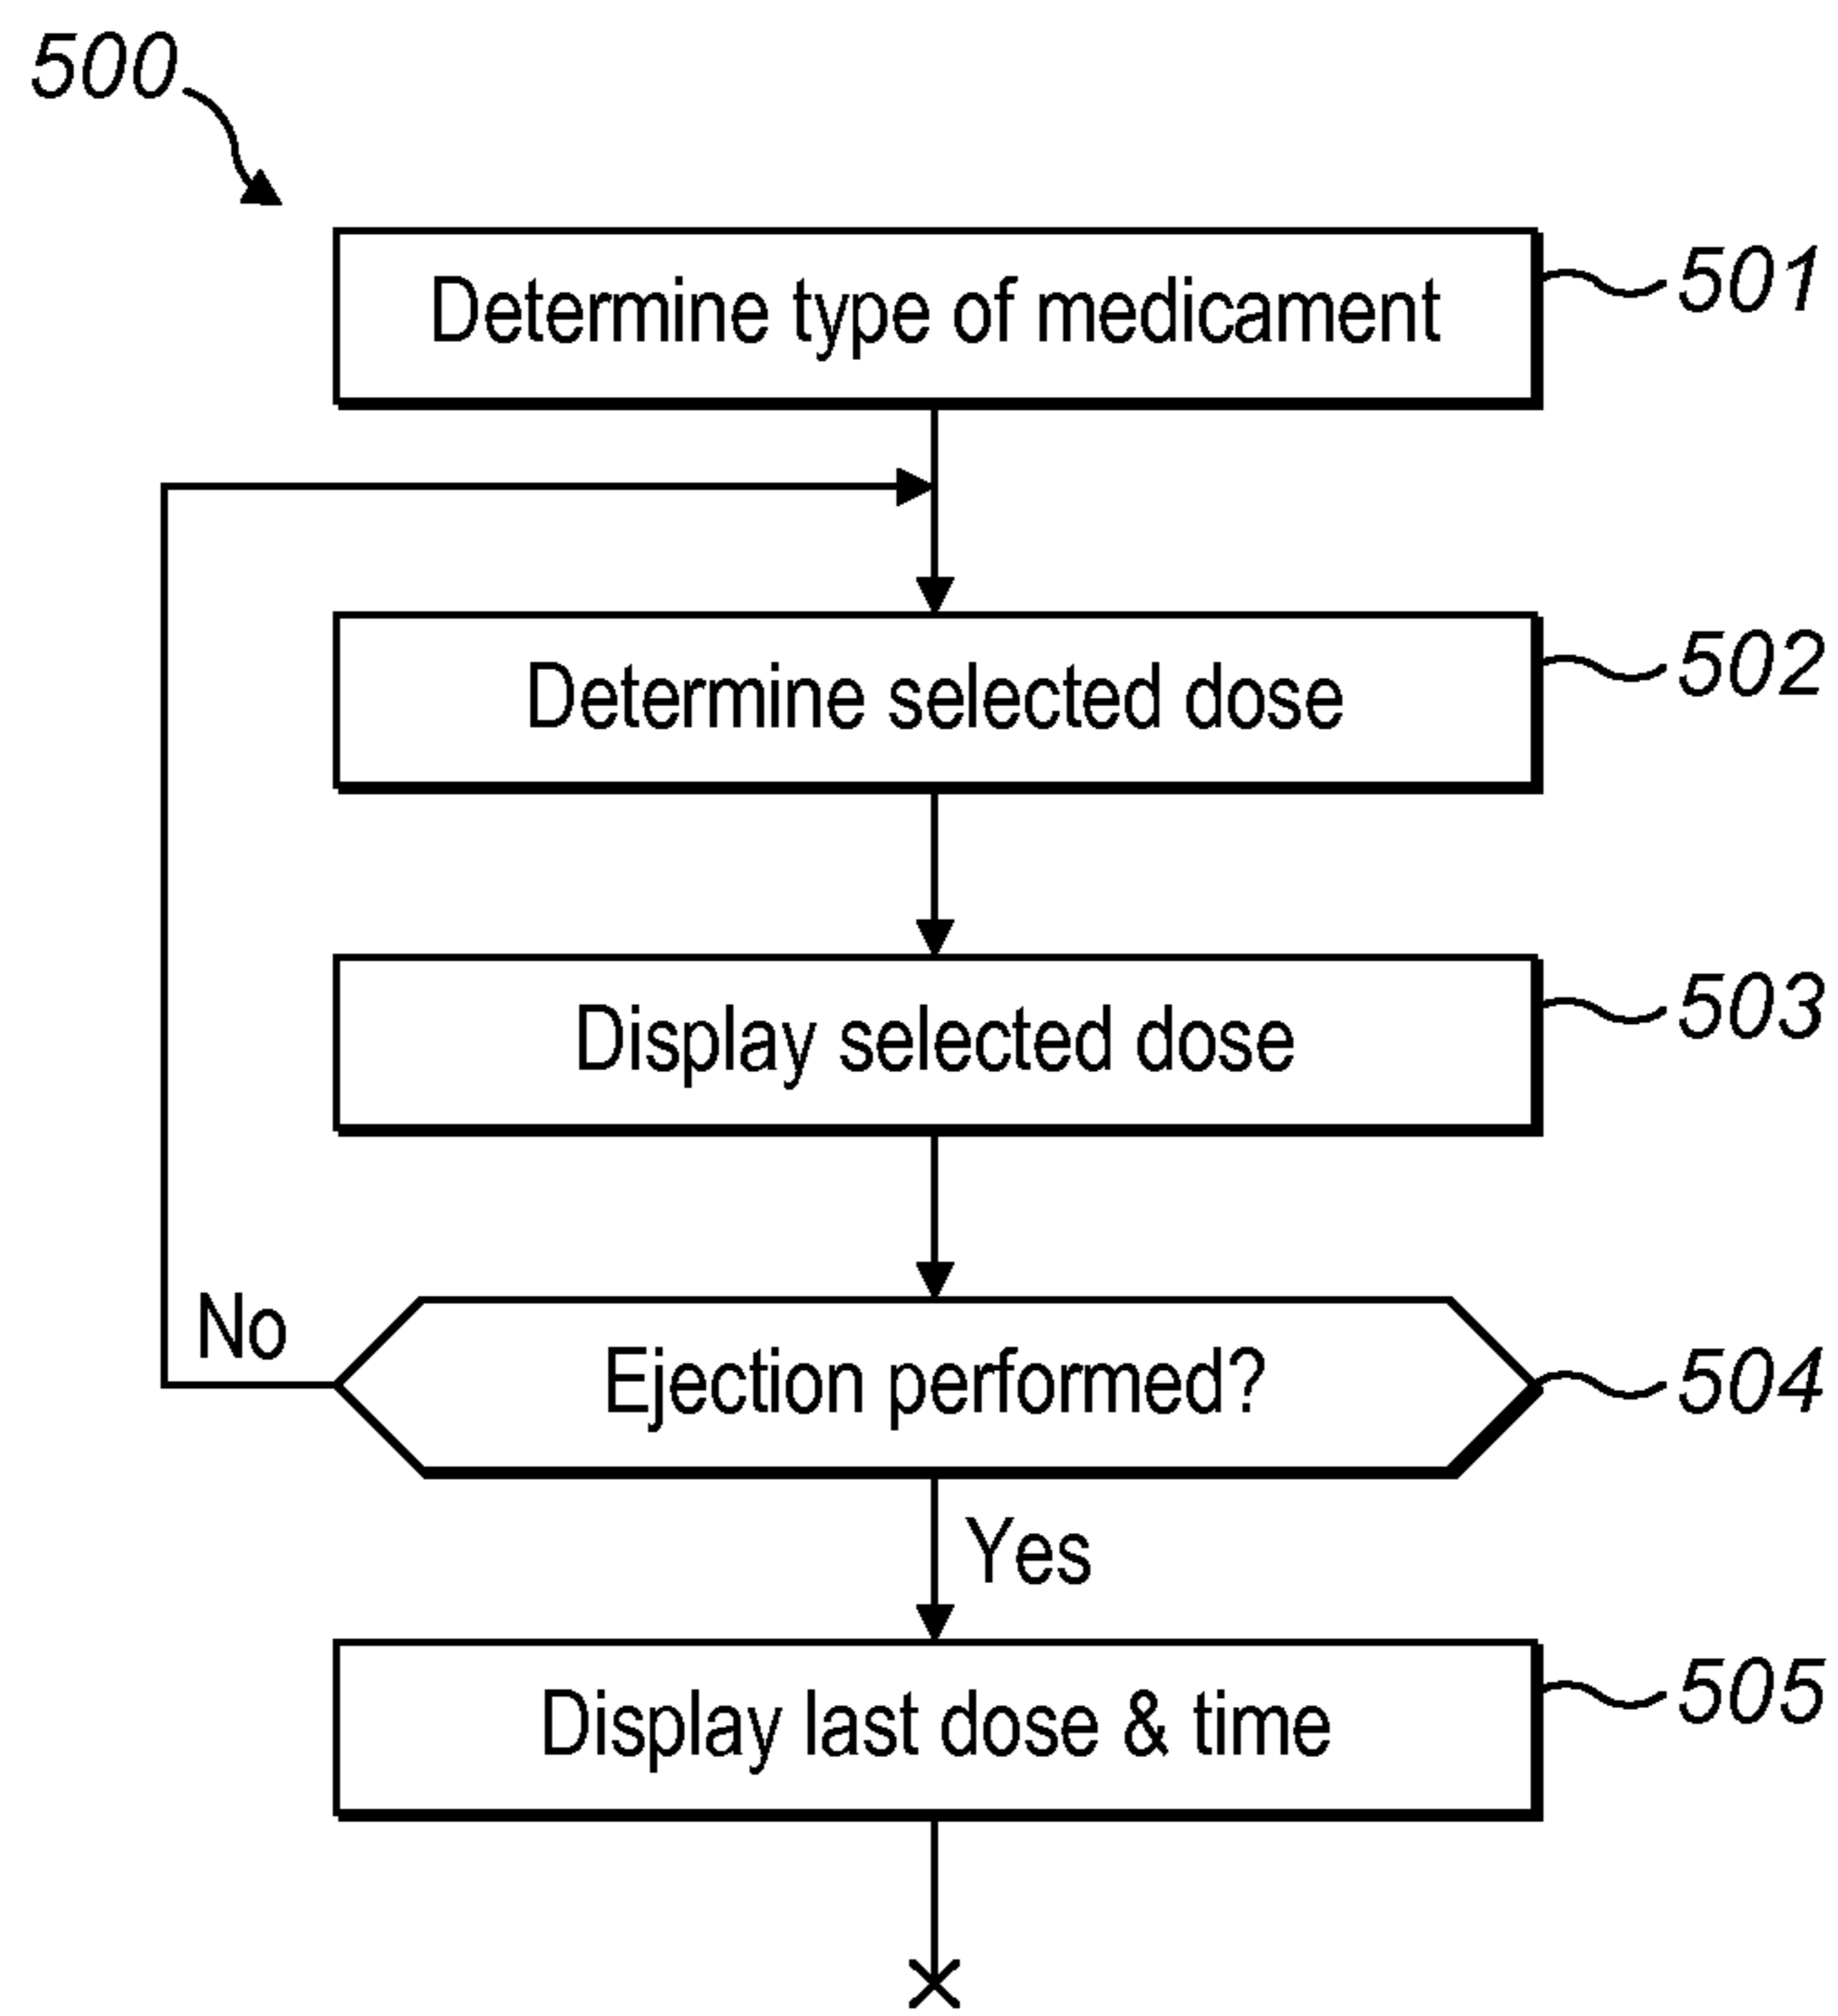 500
Determine type of medicament
501
Determine selected dose
502
Display selected dose
503
No
Ejection performed?
504
Yes
Display last dose & time
505